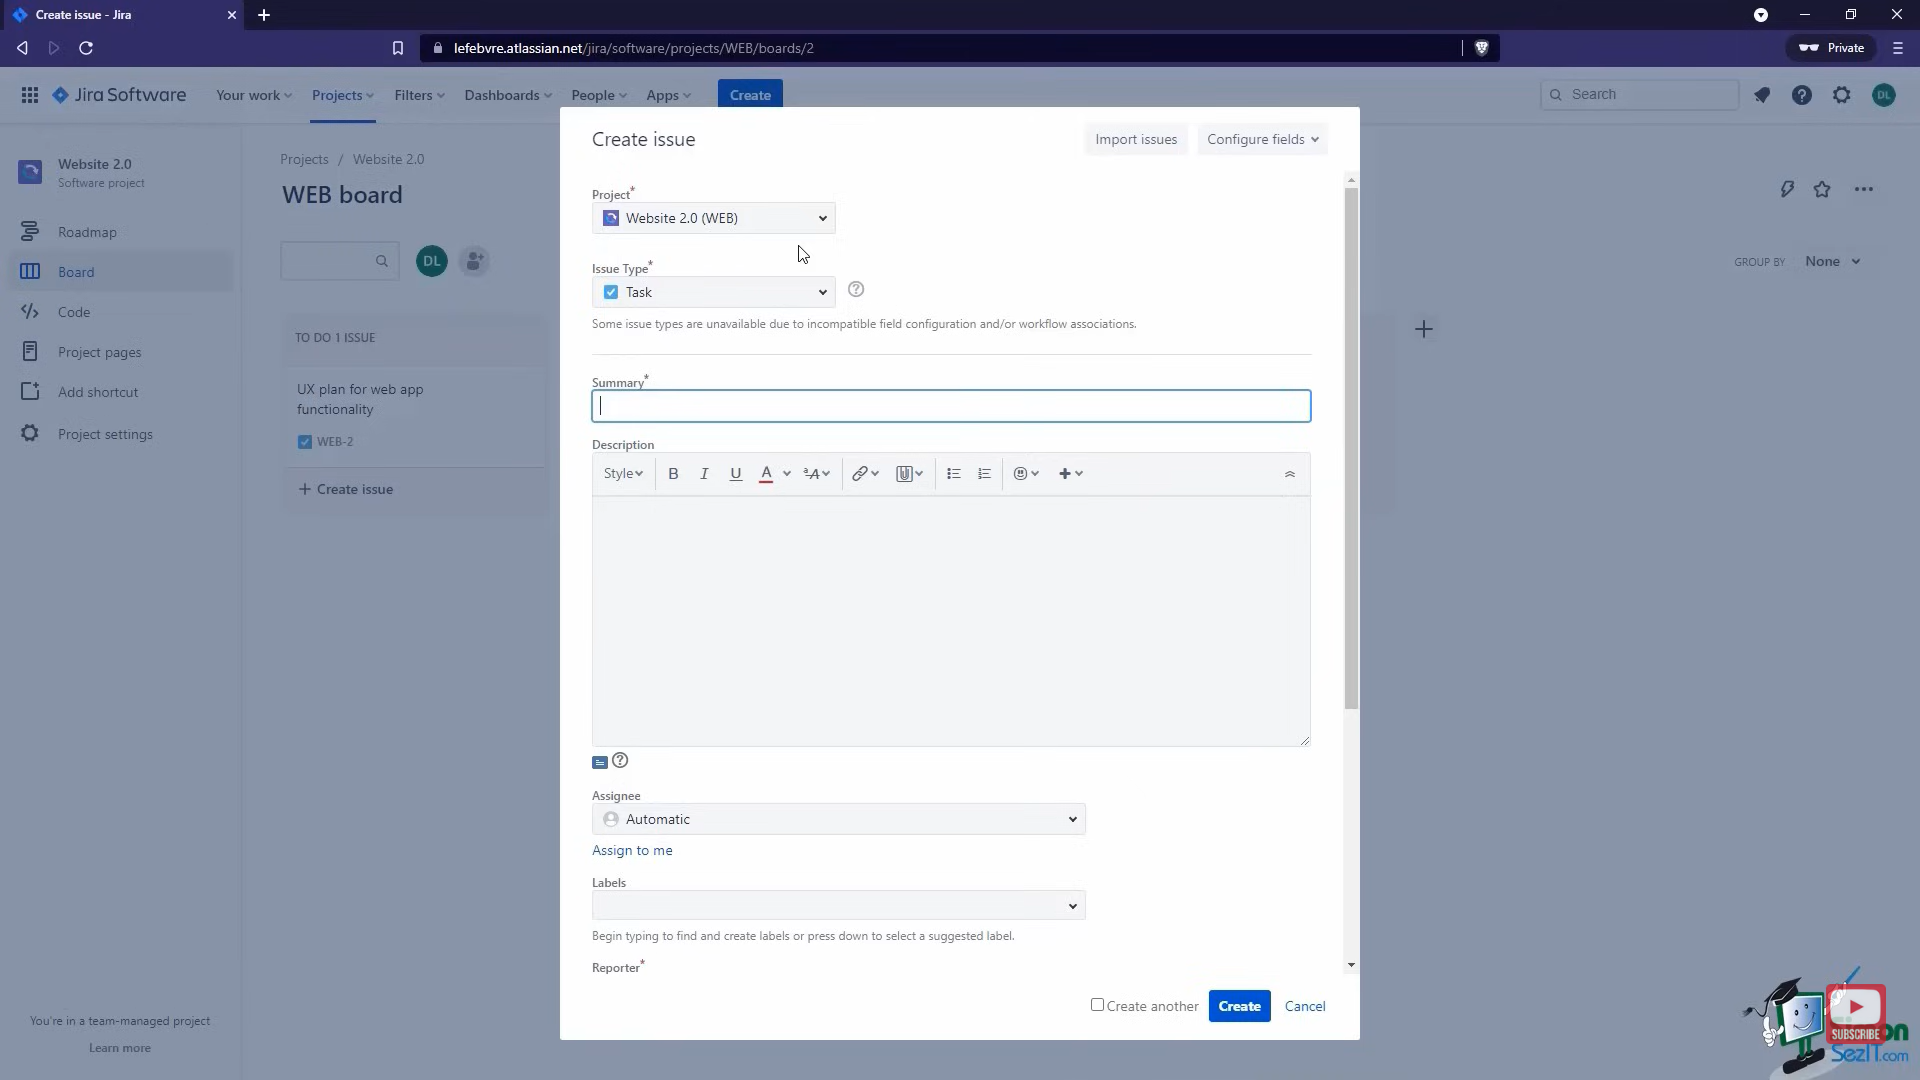 Create issue - Jira
lefebvre.atlassian.net/jira/software/projects/WEB/boards/2
Private
Jira Software
Your work
Projects
Filters
Dashboards
People
Apps
Create
Search
DL
Website 2.0
Software project
Roadmap
Board
Code
Project pages
Add shortcut
Project settings
You're in a team-managed project
Learn more
Projects / Website 2.0
WEB board
DL
GROUP BY None
TO DO 1 ISSUE
UX plan for web app
functionality
WEB-2
+ Create issue
Create issue
Import issues
Configure fields
Project*
Website 2.0 (WEB)
Issue Type*
Task
Some issue types are unavailable due to incompatible field configuration and/or workflow associations.
Summary*
Description
Style
B I U A
Assignee
Automatic
Assign to me
Labels
Begin typing to find and create labels or press down to select a suggested label.
Reporter*
Create another
Create
Cancel
SUBSCRIBE
SezIT.com